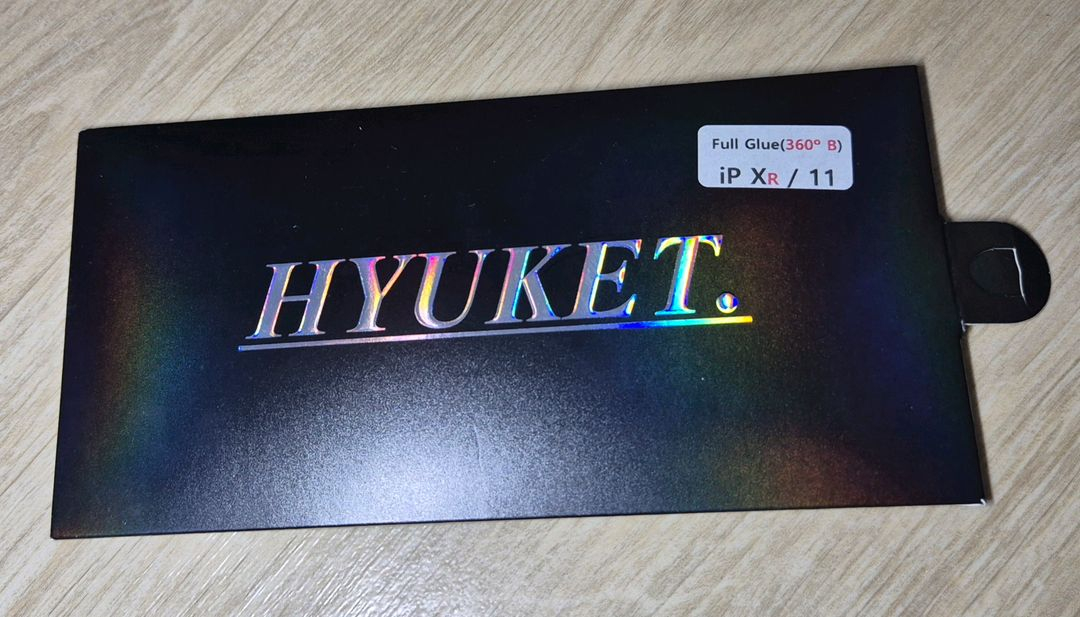 Full Glue(360° B)
iP XR / 11
HYUKET.